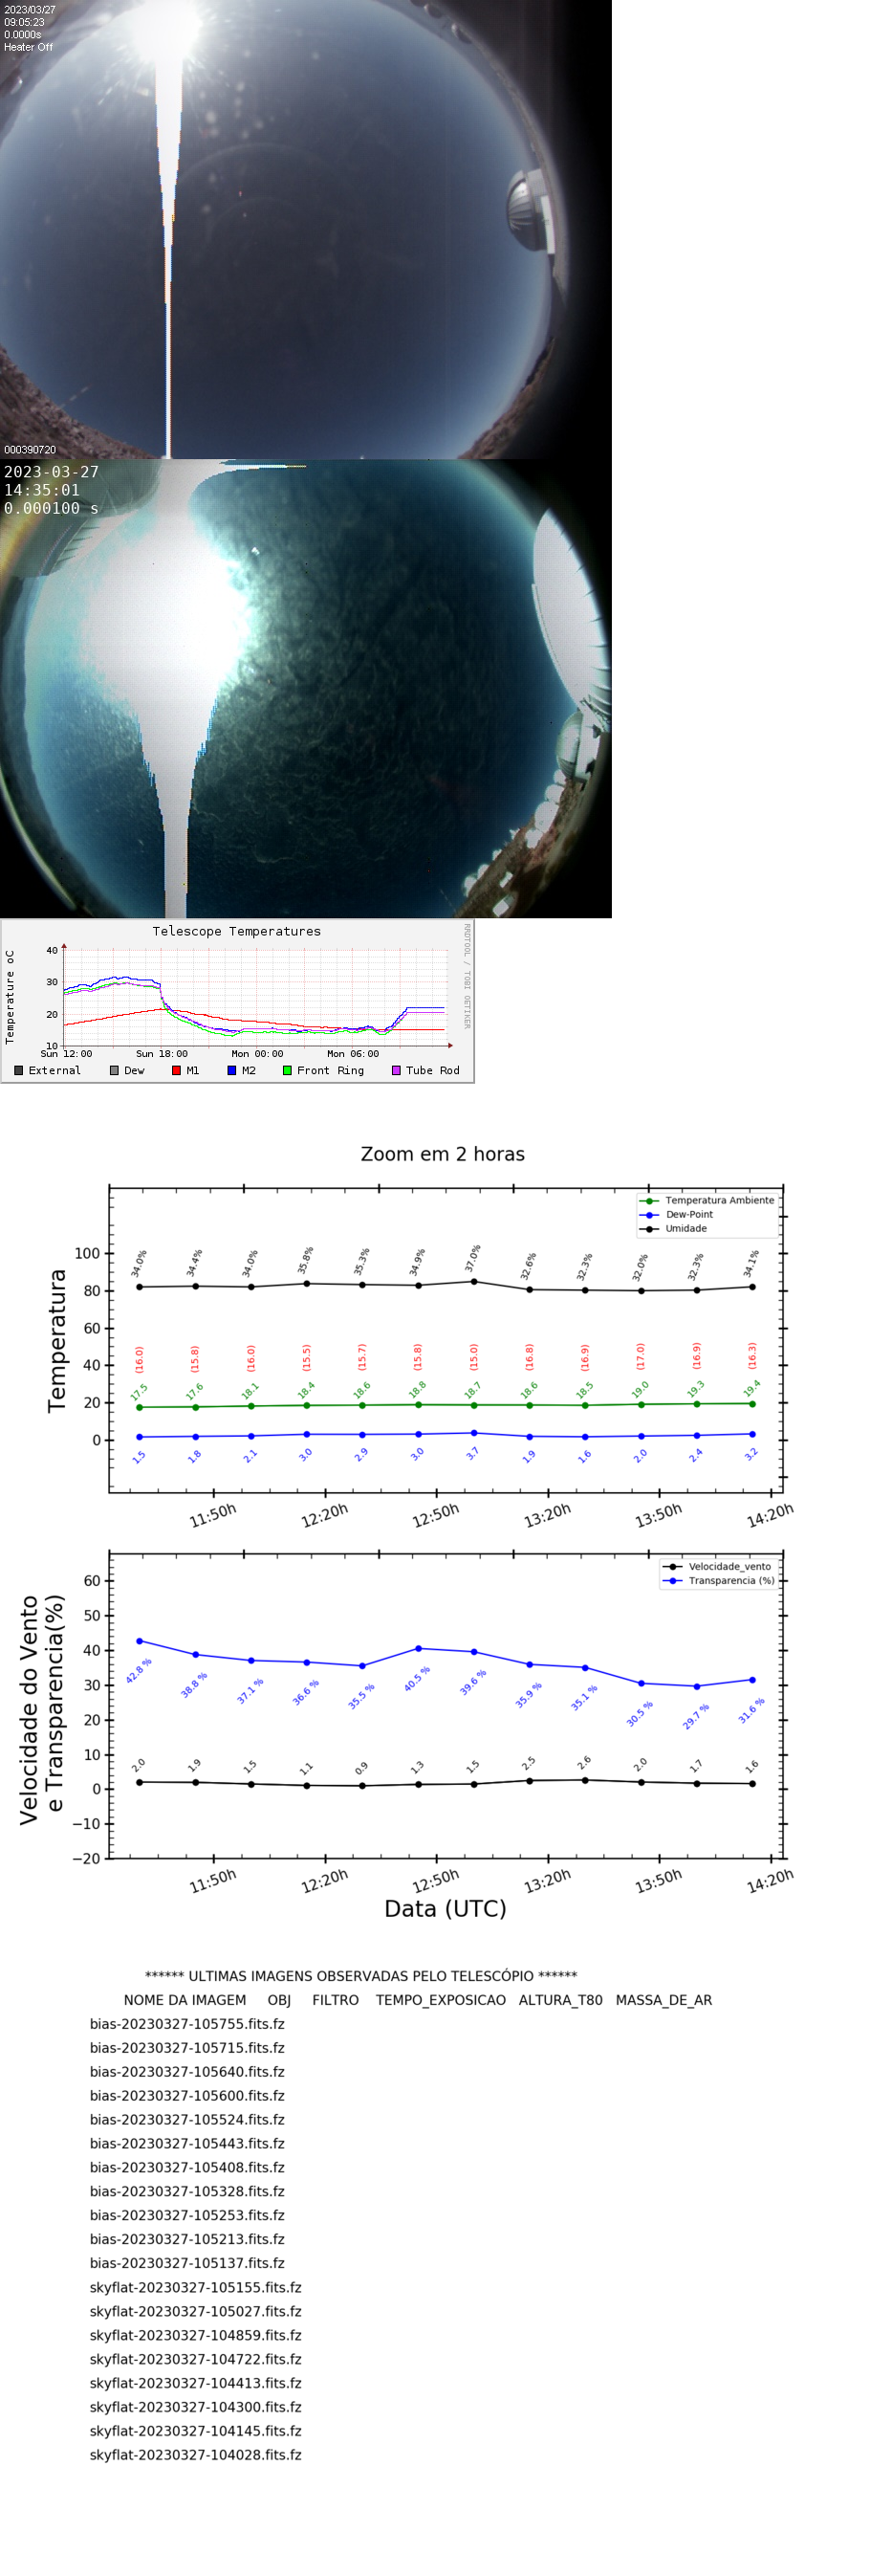 2023/03/27
09:05:23
0.0000s
Heater Off
000390720
2023-03-27
14:35:01
0.000100 s
Telescope Temperatures
RRDTOOL / TOBI OETIKER
Temperature oC
40
30
20
10
Sun 12:00 Sun 18:00 Mon 00:00 Mon 06:00
External Dew M1 M2 Front Ring Tube Rod
Zoom em 2 horas
Temperatura Ambiente
Dew-Point
Umidade
Temperatura
100
80
60
40
20
0
34.0% 34.4% 34.0% 35.8% 35.3% 34.9% 37.0% 32.6% 32.3% 32.0% 32.3% 34.1%
(16.0) (15.8) (16.0) (15.5) (15.7) (15.8) (15.0) (16.8) (16.9) (17.0) (16.9) (16.3)
17.5 17.6 18.1 18.4 18.6 18.8 18.7 18.6 18.5 19.0 19.3 19.4
1.5 1.8 2.1 3.0 2.9 3.0 3.7 1.9 1.6 2.0 2.4 3.2
11:50h 12:20h 12:50h 13:20h 13:50h 14:20h
Velocidade_vento
Transparencia (%)
Velocidade do Vento
e Transparencia(%)
60
50
40
30
20
10
0
−10
−20
42.8 % 38.8 % 37.1 % 36.6 % 35.5 % 40.5 % 39.6 % 35.9 % 35.1 % 30.5 % 29.7 % 31.6 %
2.0 1.9 1.5 1.1 0.9 1.3 1.5 2.5 2.6 2.0 1.7 1.6
11:50h 12:20h 12:50h 13:20h 13:50h 14:20h
Data (UTC)
****** ULTIMAS IMAGENS OBSERVADAS PELO TELESCÓPIO ******
NOME DA IMAGEM OBJ FILTRO TEMPO_EXPOSICAO ALTURA_T80 MASSA_DE_AR
bias-20230327-105755.fits.fz
bias-20230327-105715.fits.fz
bias-20230327-105640.fits.fz
bias-20230327-105600.fits.fz
bias-20230327-105524.fits.fz
bias-20230327-105443.fits.fz
bias-20230327-105408.fits.fz
bias-20230327-105328.fits.fz
bias-20230327-105253.fits.fz
bias-20230327-105213.fits.fz
bias-20230327-105137.fits.fz
skyflat-20230327-105155.fits.fz
skyflat-20230327-105027.fits.fz
skyflat-20230327-104859.fits.fz
skyflat-20230327-104722.fits.fz
skyflat-20230327-104413.fits.fz
skyflat-20230327-104300.fits.fz
skyflat-20230327-104145.fits.fz
skyflat-20230327-104028.fits.fz